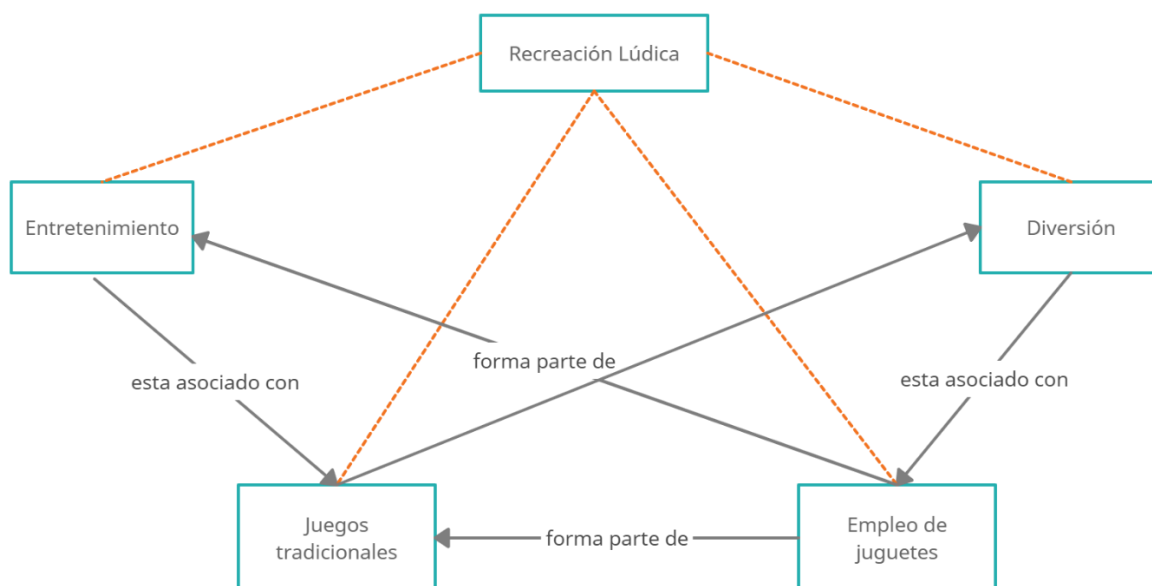 Recreación Lúdica
Entretenimiento
Diversión
forma parte de
esta asociado con
esta asociado con
Juegos
tradicionales
forma parte de
Empleo de
juguetes